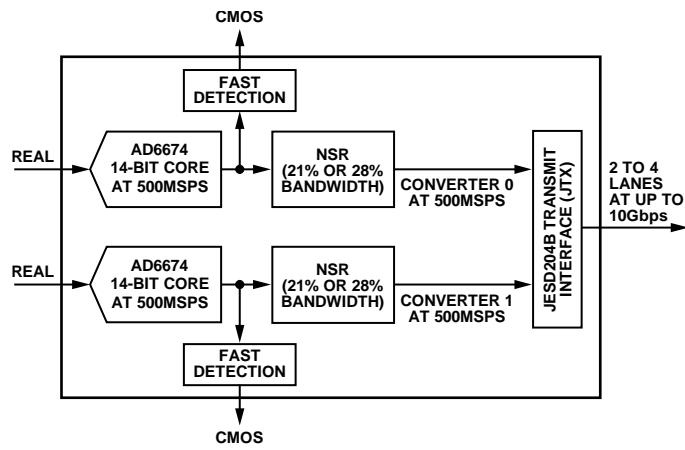 CMOS
FAST
DETECTION
REAL
AD6674
14-BIT CORE
AT 500MSPS
NSR
(21% OR 28%
BANDWIDTH)
CONVERTER 0
AT 500MSPS
REAL
AD6674
14-BIT CORE
AT 500MSPS
NSR
(21% OR 28%
BANDWIDTH)
CONVERTER 1
AT 500MSPS
JESD204B TRANSMIT
INTERFACE (JTX)
2 TO 4
LANES
AT UP TO
10Gbps
FAST
DETECTION
CMOS